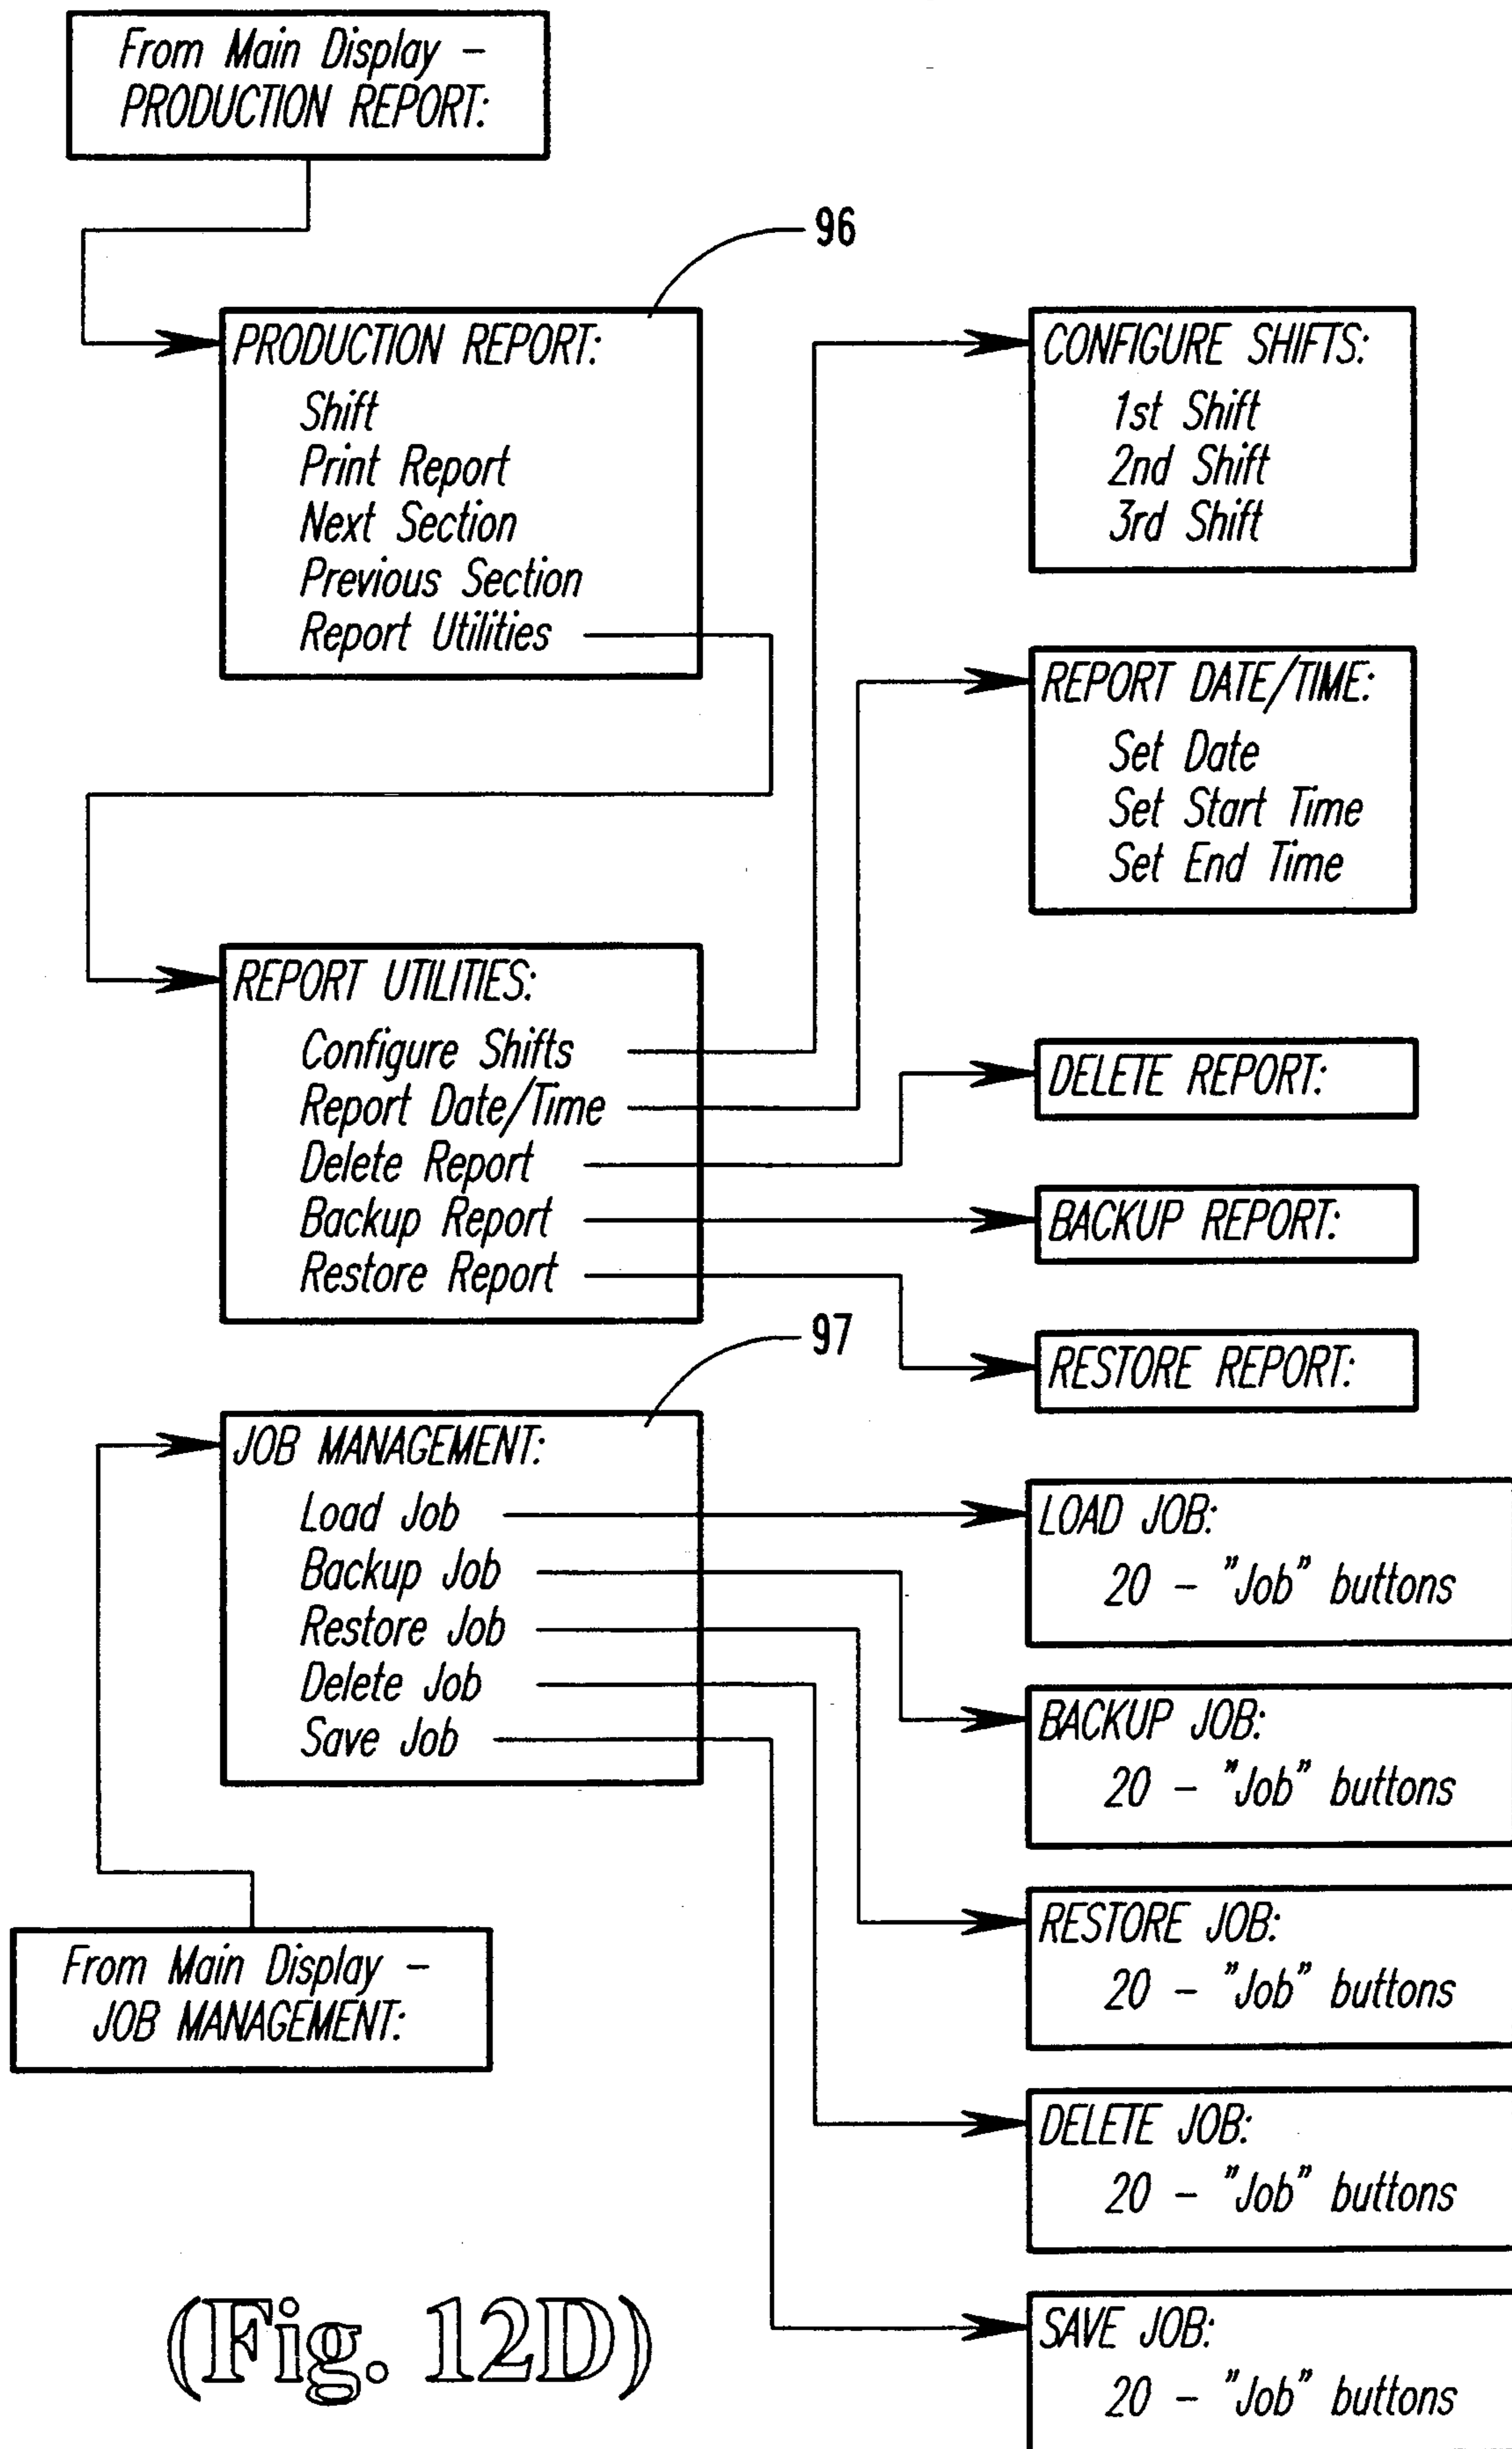 From Main Display -
PRODUCTION REPORT:
96
PRODUCTION REPORT:
Shift
Print Report
Next Section
Previous Section
Report Utilities
CONFIGURE SHIFTS:
1st Shift
2nd Shift
3rd Shift
REPORT DATE/TIME:
Set Date
Set Start Time
Set End Time
REPORT UTILITIES:
Configure Shifts
Report Date/Time
Delete Report
Backup Report
Restore Report
DELETE REPORT:
BACKUP REPORT:
RESTORE REPORT:
97
JOB MANAGEMENT:
Load Job
Backup Job
Restore Job
Delete Job
Save Job
From Main Display -
JOB MANAGEMENT:
LOAD JOB:
20 - "Job" buttons
BACKUP JOB:
20 - "Job" buttons
RESTORE JOB:
20 - "Job" buttons
DELETE JOB:
20 - "Job" buttons
SAVE JOB:
20 - "Job" buttons
(Fig. 12D)